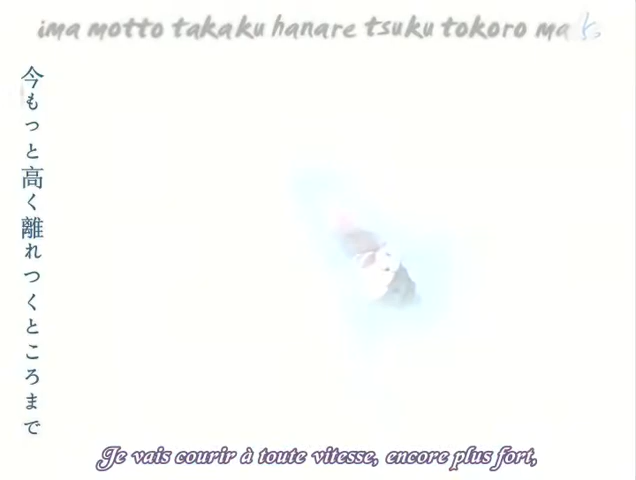 ima motto takaku hanare tsuku tokoro ma
今もっと高く離れつくところまで
Je vais courir à toute vitesse, encore plus fort,